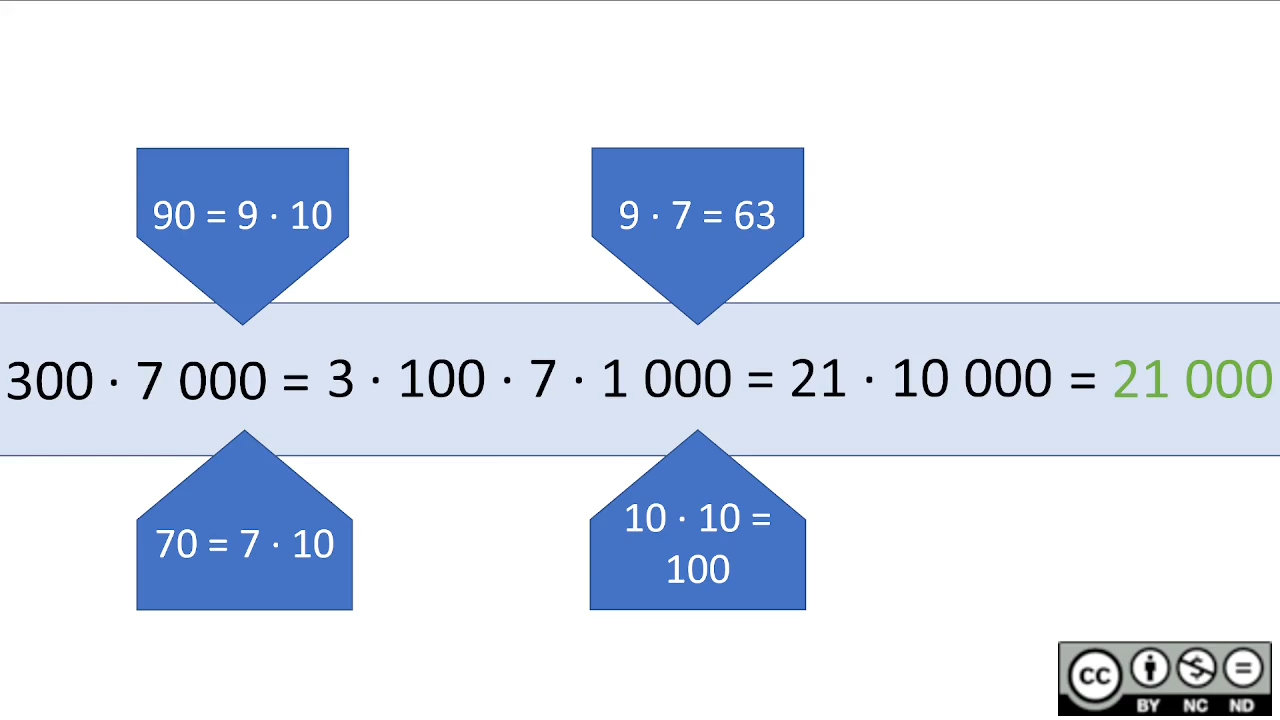 90 = 9 · 10
9 · 7 = 63
300 · 7 000 = 3 · 100 · 7 · 1 000 = 21 · 10 000 = 21 000
70 = 7 · 10
10 · 10 =
100
CC
BY NC ND